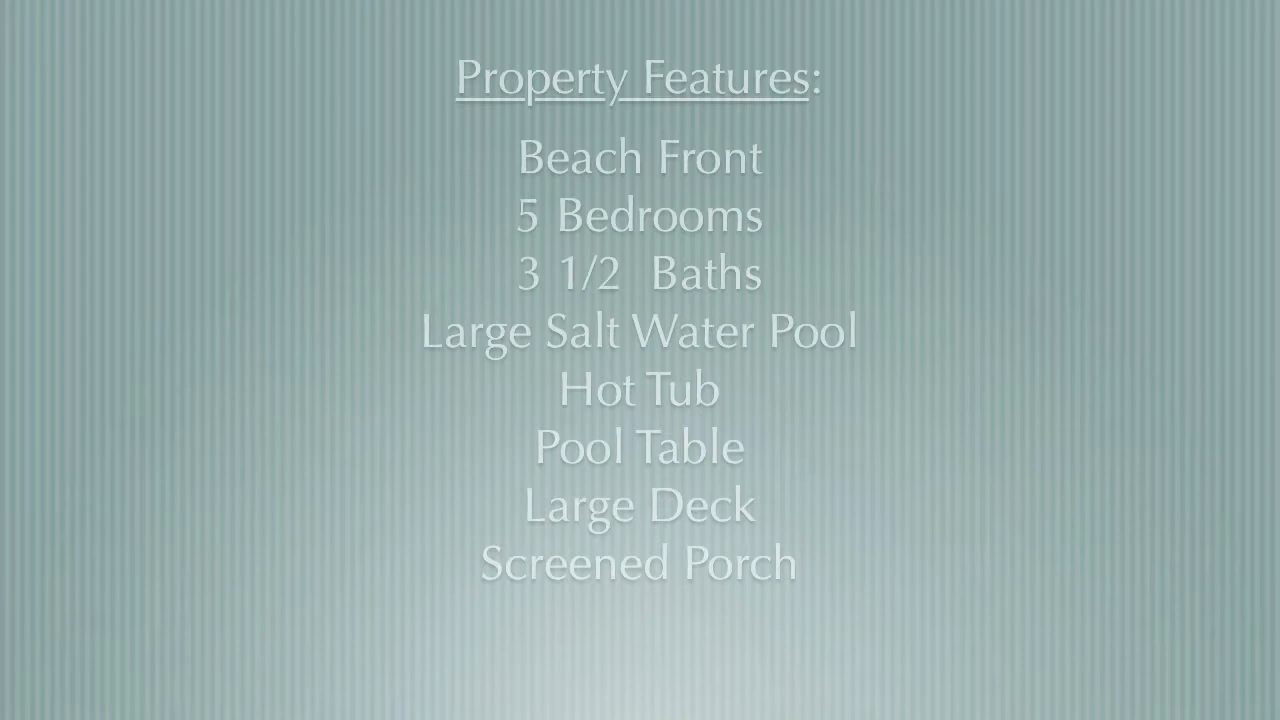 Property Features:
Beach Front
5 Bedrooms
3 1/2 Baths
Large Salt Water Pool
Hot Tub
Pool Table
Large Deck
Screened Porch